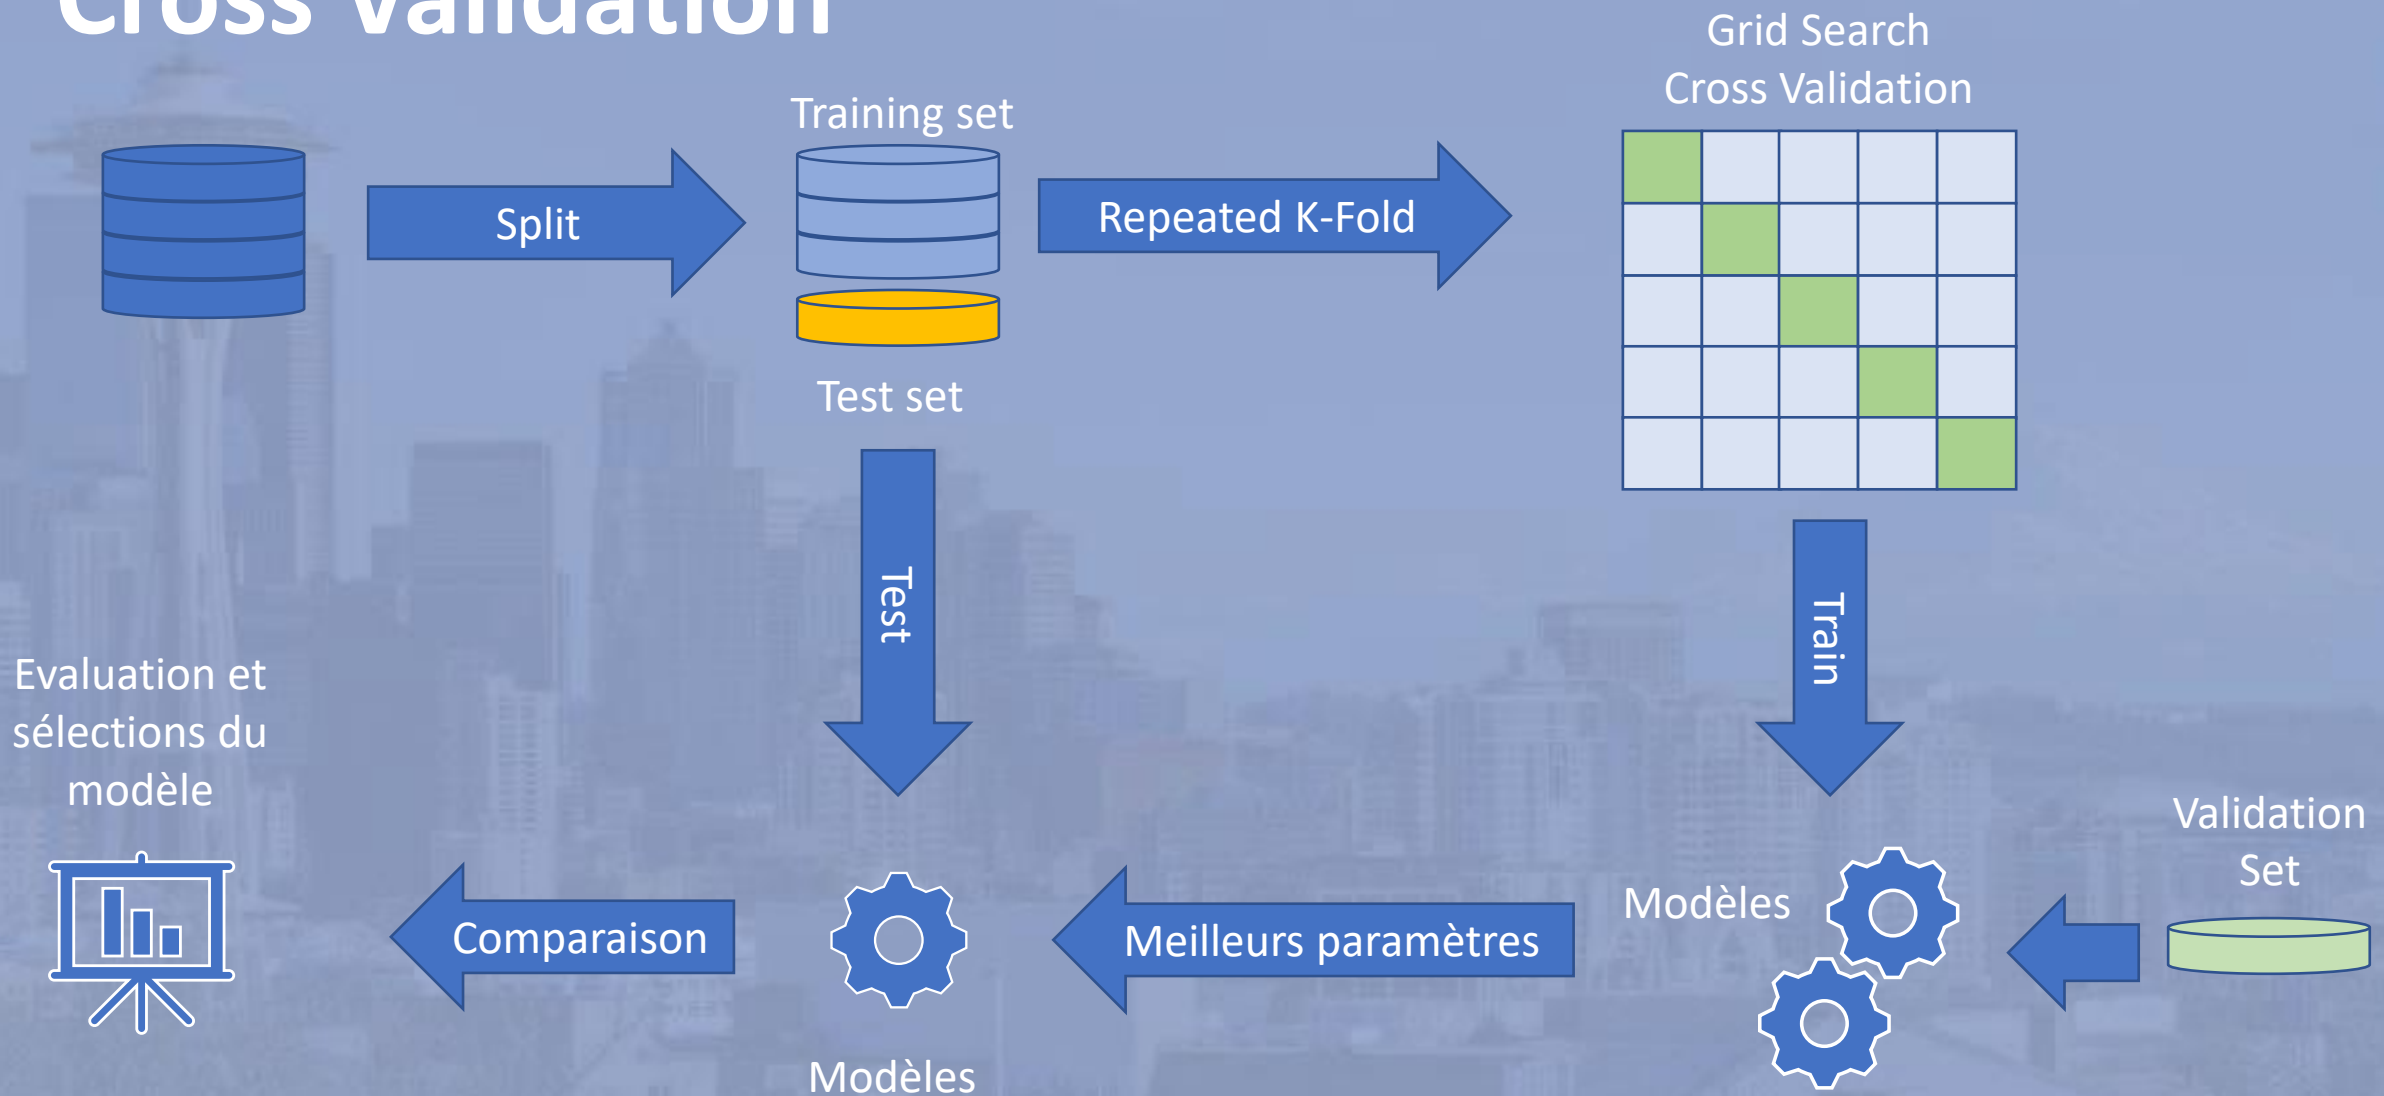 Cross Validation
Grid Search
Cross Validation
Training set
Split
Repeated K-Fold
Test set
Test
Train
Evaluation et
sélections du
modèle
Validation
Set
Modèles
Comparaison
Meilleurs paramètres
Modèles